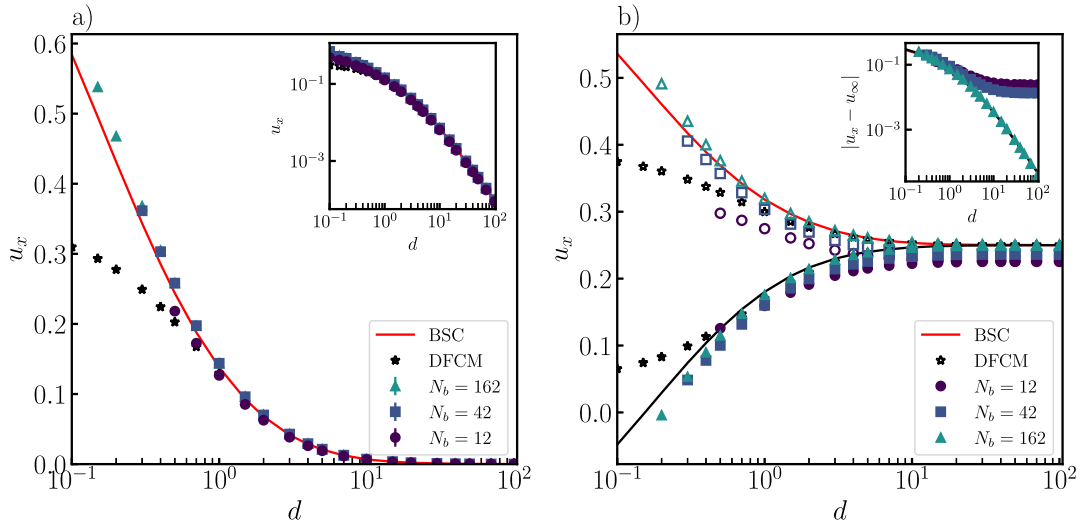 a)
0.6
0.5
0.4
0.3
0.2
0.1
0.0
u_x
10^{-1}
10^0
10^1
10^2
d
10^{-1}
10^{-3}
u_x
10^{-1}
10^0
10^2
d
BSC
DFCM
N_b = 162
N_b = 42
N_b = 12
b)
0.5
0.4
0.3
0.2
0.1
0.0
u_x
10^{-1}
10^0
10^1
10^2
d
10^{-1}
10^{-3}
|u_x − u_∞|
10^{-1}
10^0
10^1
10^2
d
BSC
DFCM
N_b = 12
N_b = 42
N_b = 162